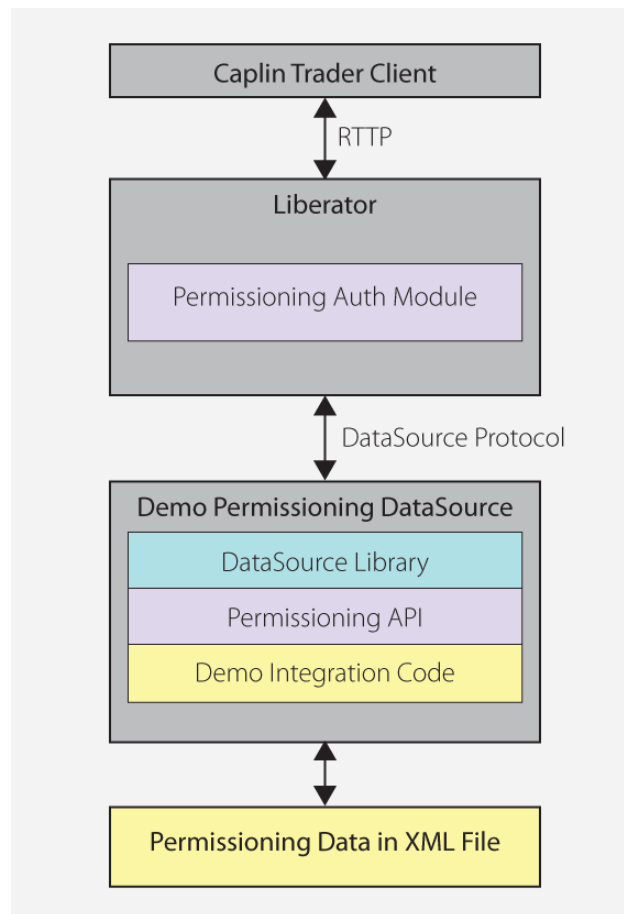 Caplin Trader Client
RTTP
Liberator
Permissioning Auth Module
DataSource Protocol
Demo Permissioning DataSource
DataSource Library
Permissioning API
Demo Integration Code
Permissioning Data in XML File